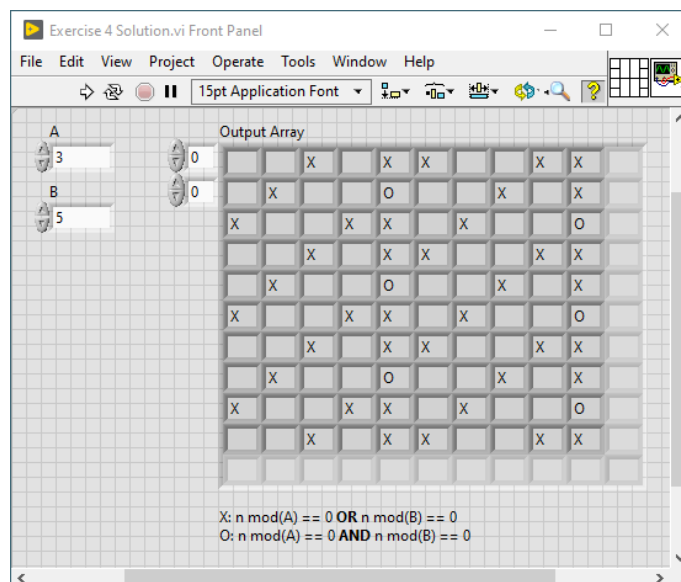 Exercise 4 Solution.vi Front Panel
File Edit View Project Operate Tools Window Help
15pt Application Font
A
3
B
5
0
0
Output Array
X X X X X
X O X X
X X X X O
X X X X X
X O X X
X X X X O
X X X X X
X O X X
X X X X O
X X X X X
X: n mod(A) == 0 OR n mod(B) == 0
O: n mod(A) == 0 AND n mod(B) == 0